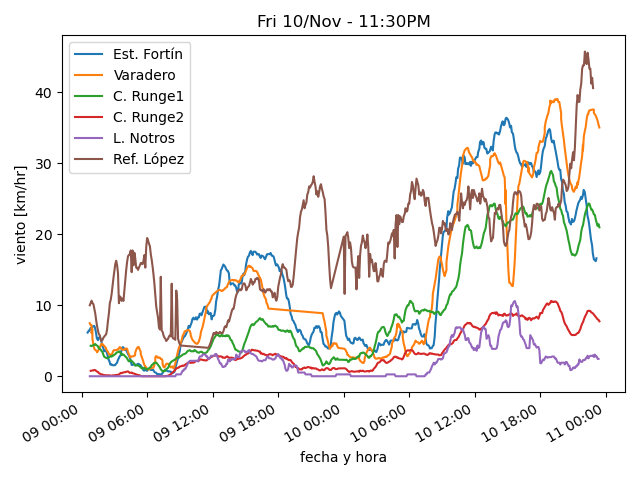 Fri 10/Nov - 11:30PM
Est. Fortín
Varadero
C. Runge1
C. Runge2
L. Notros
Ref. López
viento [km/hr]
40
30
20
10
0
09 00:00
09 06:00
09 12:00
09 18:00
10 00:00
10 06:00
10 12:00
10 18:00
11 00:00
fecha y hora